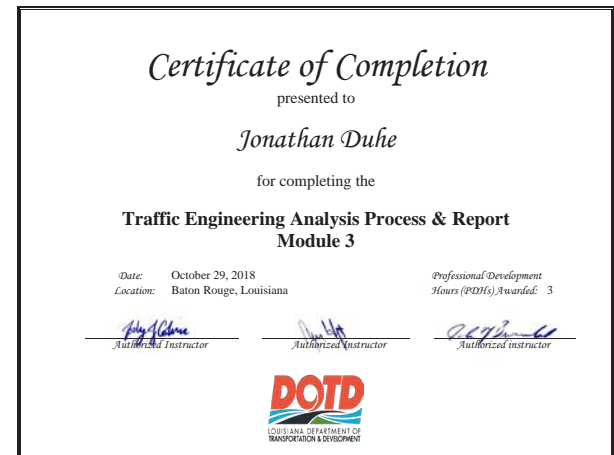 Certificate of Completion
presented to
Jonathan Duhe
for completing the
Traffic Engineering Analysis Process & Report
Module 3
Date: October 29, 2018
Location: Baton Rouge, Louisiana
Professional Development
Hours (PDHs) Awarded: 3
Authorized Instructor
Authorized Instructor
Authorized instructor
DOTD
LOUISIANA DEPARTMENT OF
TRANSPORTATION & DEVELOPMENT